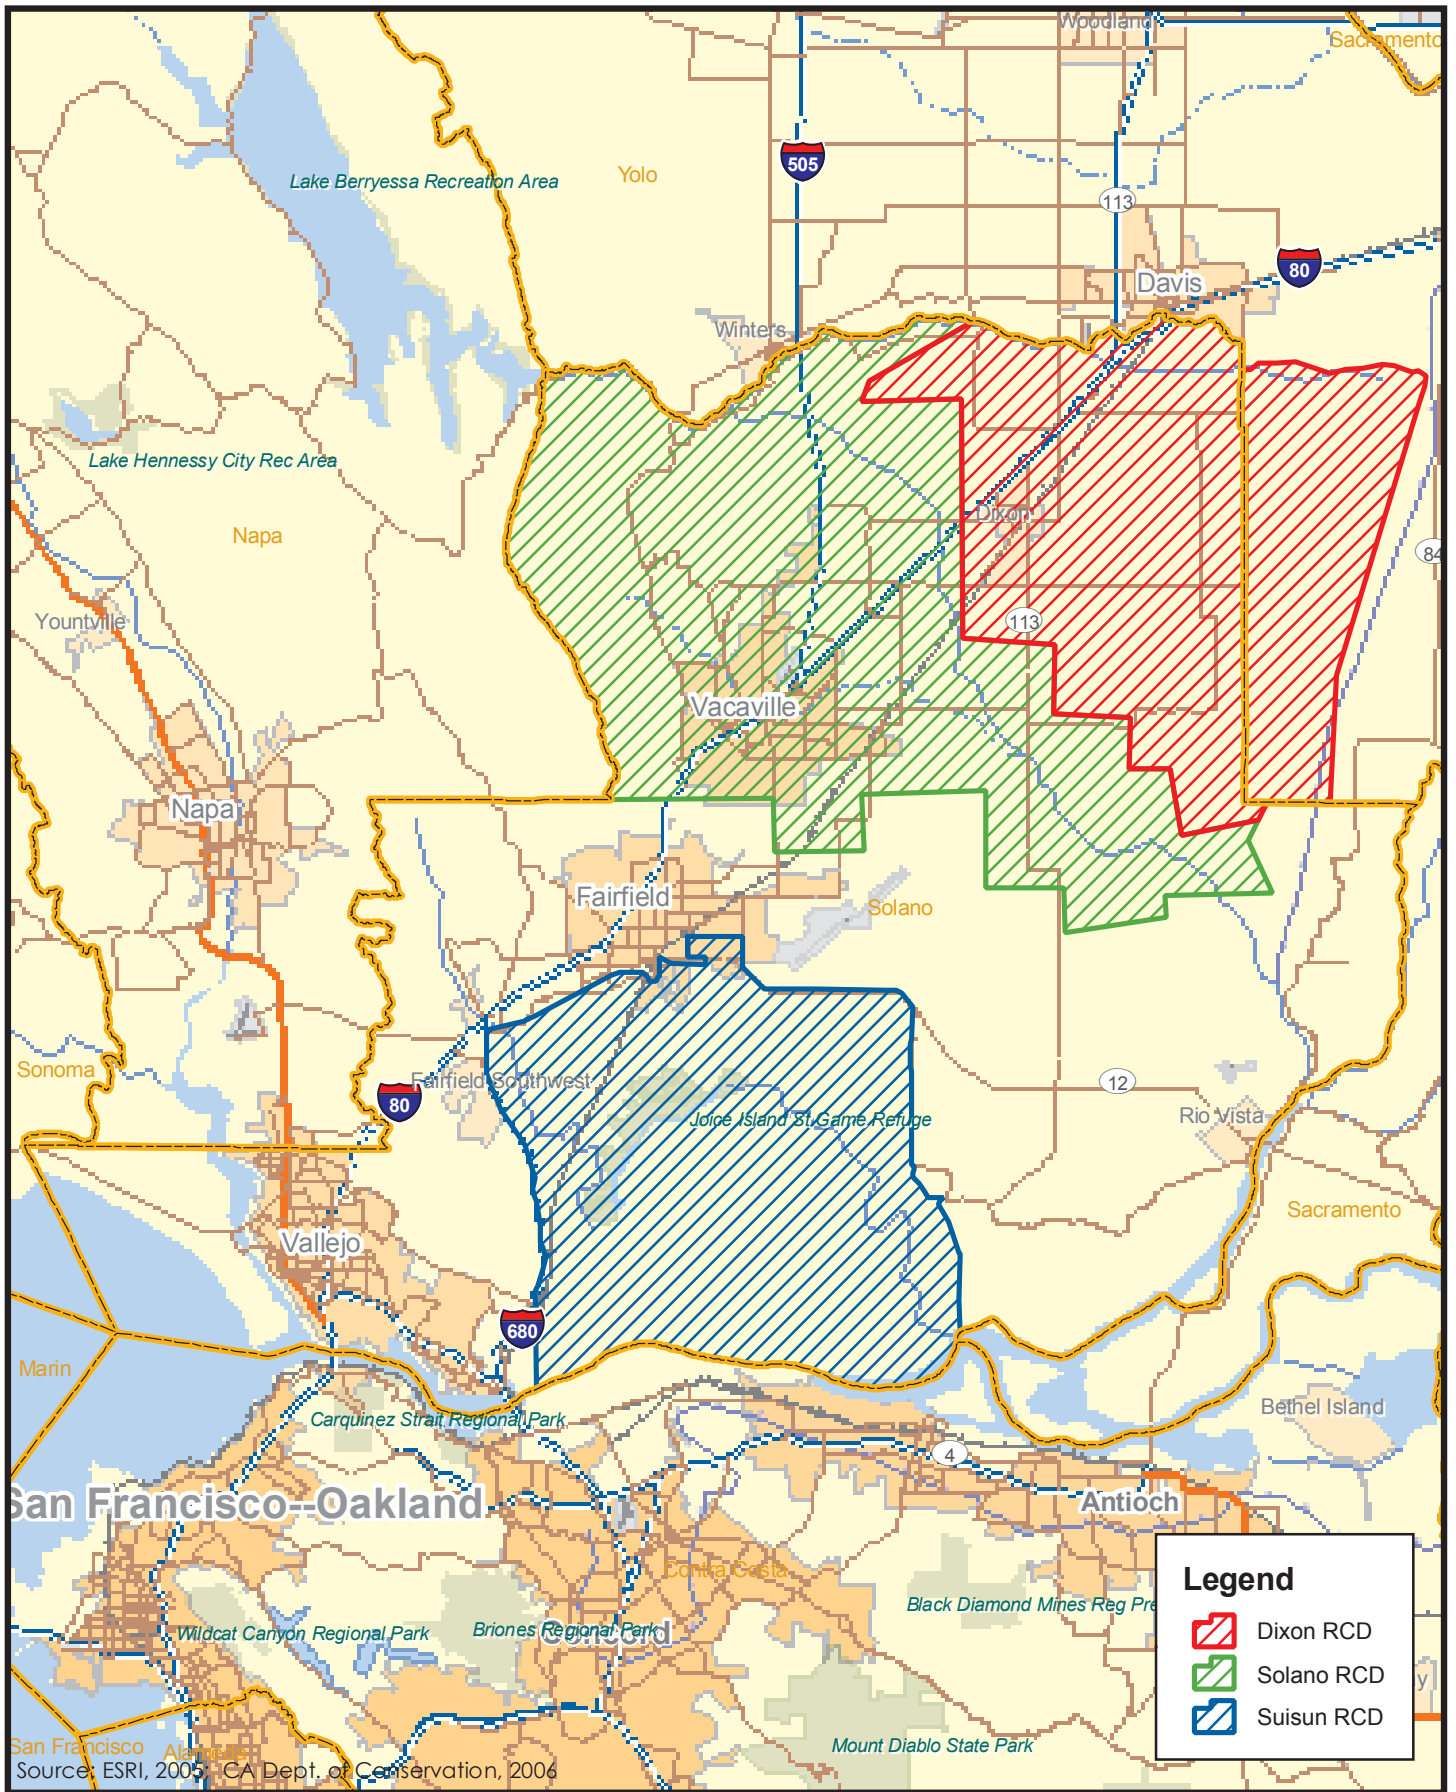 Woodland
Sacramento
505
Yolo
Lake Berryessa Recreation Area
113
80
Davis
Winters
Lake Hennessy City Rec Area
Dixon
Napa
84
Yountville
113
Vacaville
Napa
Fairfield
Solano
Sonoma
Fairfield Southwest
80
12
Joice Island St Game Refuge
Rio Vista
Sacramento
Vallejo
680
Marin
Carquinez Strait Regional Park
Bethel Island
4
San Francisco--Oakland
Antioch
Contra Costa
Black Diamond Mines Reg Pre
Wildcat Canyon Regional Park
Briones Regional Park
Concord
Legend
Dixon RCD
Solano RCD
Suisun RCD
y
Mount Diablo State Park
San Francisco
Alameda
Source: ESRI, 2005; CA Dept. of Conservation, 2006